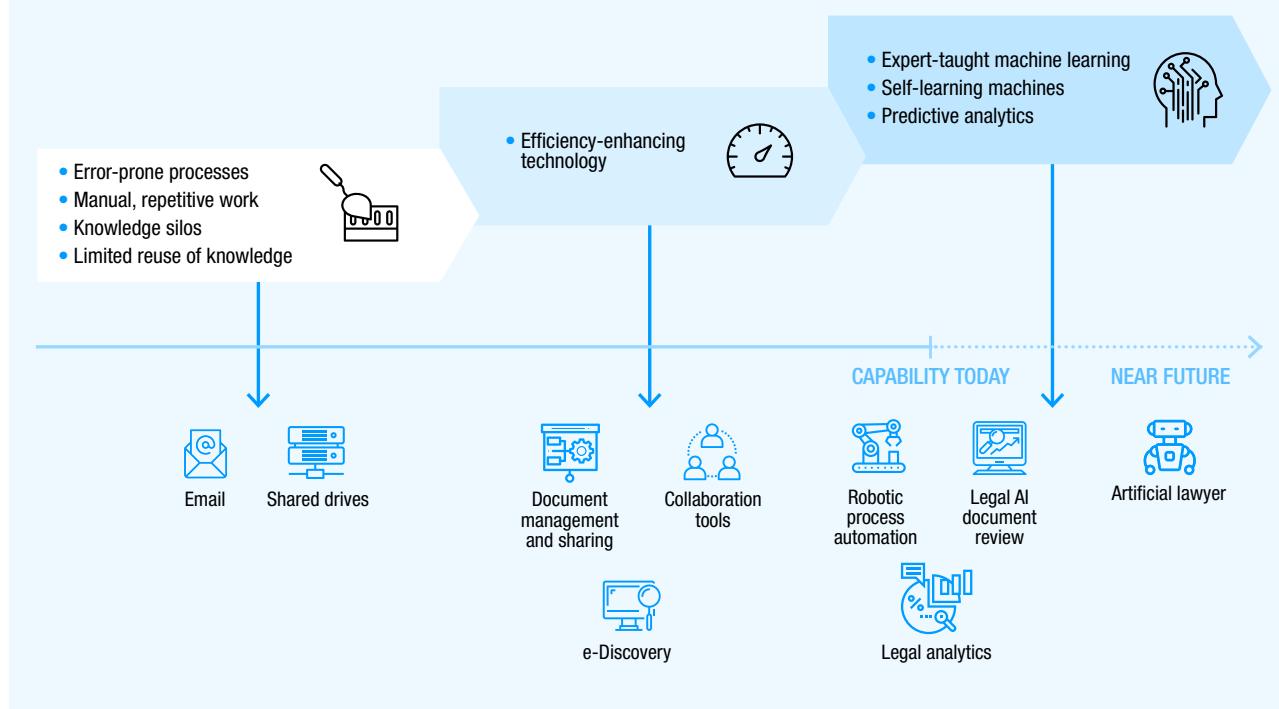 • Expert-taught machine learning
• Self-learning machines
• Predictive analytics
• Efficiency-enhancing
technology
• Error-prone processes
• Manual, repetitive work
• Knowledge silos
• Limited reuse of knowledge
CAPABILITY TODAY
NEAR FUTURE
@
Email
Shared drives
Document
management
and sharing
Collaboration
tools
Robotic
process
automation
Legal AI
document
review
Artificial lawyer
e-Discovery
%
Legal analytics